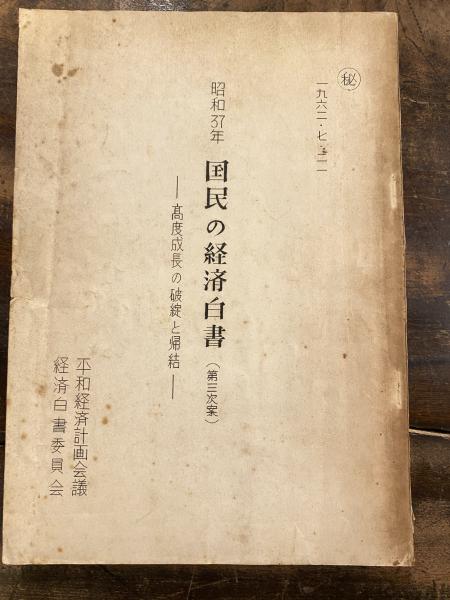 ㊙
一九六二・七・二一
昭和37年
国民の経済白書（第三次案）
――高度成長の破綻と帰結――
平和経済計画会議
経済白書委員会